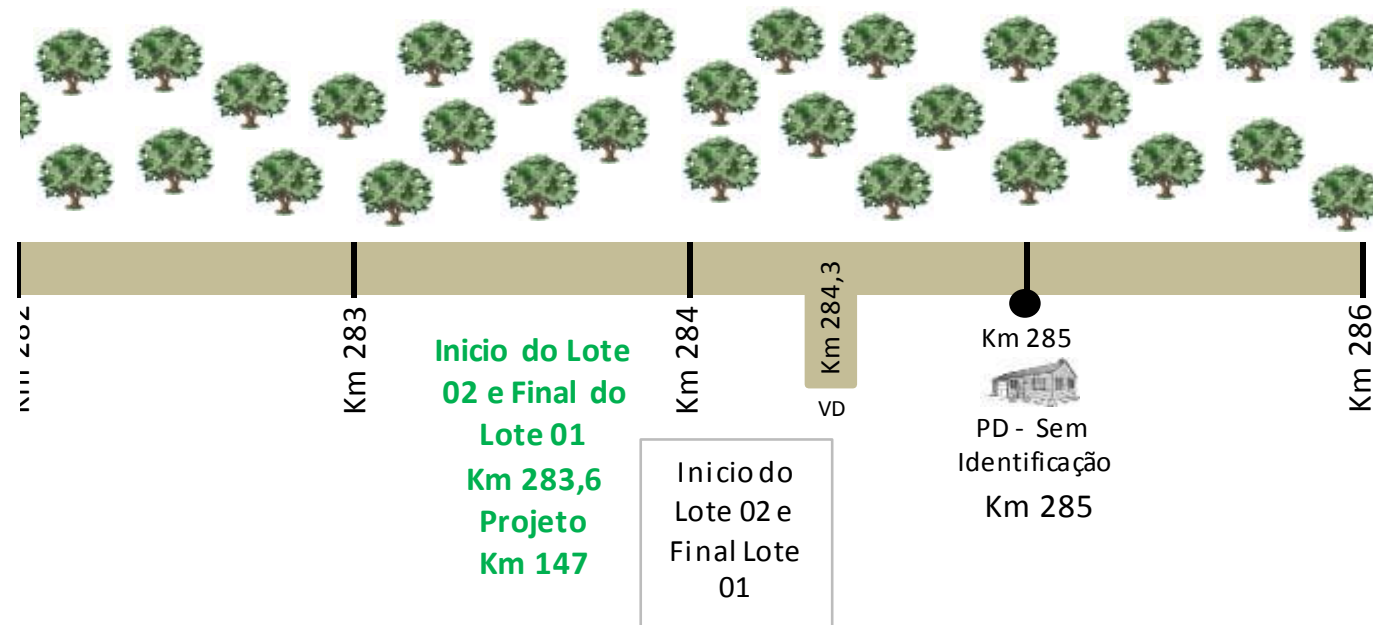 Km 282
Km 283
Inicio do Lote
02 e Final do
Lote 01
Km 283,6
Projeto
Km 147
Km 284
Inicio do
Lote 02 e
Final Lote
01
Km 284,3
VD
Km 285
PD - Sem
Identificação
Km 285
Km 286